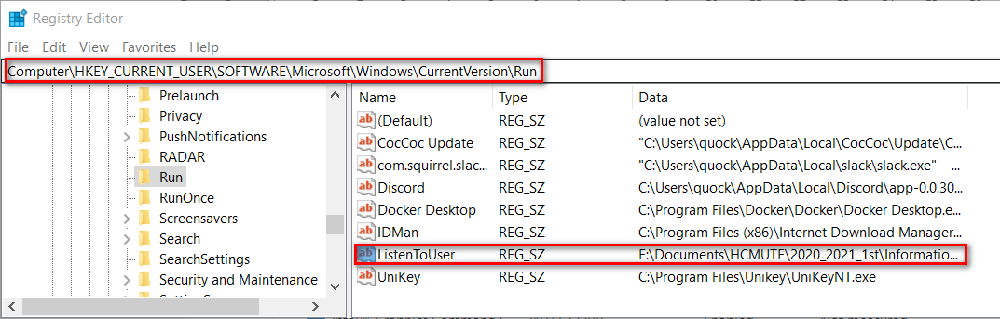 Registry Editor
File Edit View Favorites Help
Computer\HKEY_CURRENT_USER\SOFTWARE\Microsoft\Windows\CurrentVersion\Run
Prelaunch
Privacy
PushNotifications
RADAR
Run
RunOnce
Screensavers
Search
SearchSettings
Security and Maintenance
Name Type Data
(Default) REG_SZ (value not set)
CocCoc Update REG_SZ "C:\Users\quock\AppData\Local\CocCoc\Update\C...
com.squirrel.slac... REG_SZ "C:\Users\quock\AppData\Local\slack\slack.exe" --...
Discord REG_SZ C:\Users\quock\AppData\Local\Discord\app-0.0.30...
Docker Desktop REG_SZ C:\Program Files\Docker\Docker\Docker Desktop.e...
IDMan REG_SZ C:\Program Files (x86)\Internet Download Manager...
ListenToUser REG_SZ E:\Documents\HCMUTE\2020_2021_1st\Informatio...
UniKey REG_SZ C:\Program Files\Unikey\UniKeyNT.exe